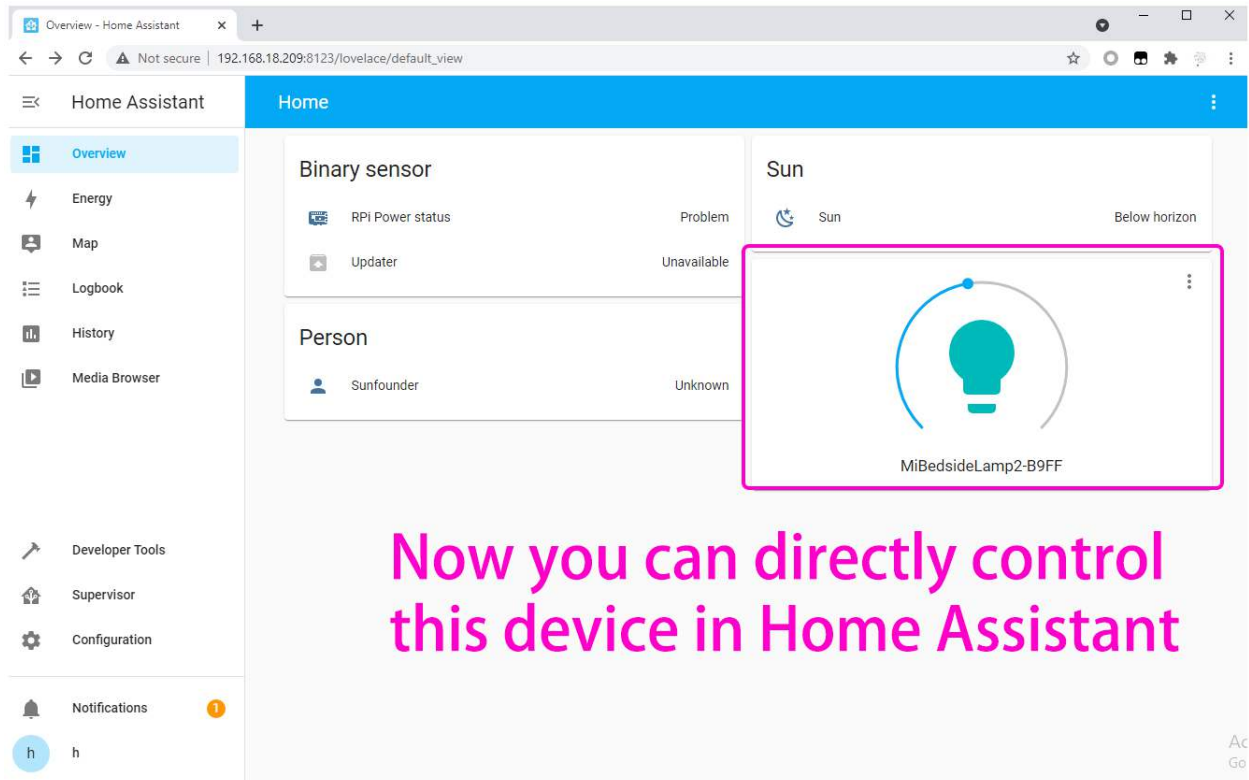 Overview - Home Assistant
Not secure | 192.168.18.209:8123/lovelace/default_view
Home Assistant
Home
Overview
Energy
Map
Logbook
History
Media Browser
Developer Tools
Supervisor
Configuration
Notifications 1
h h
Binary sensor
RPi Power status Problem
Updater Unavailable
Person
Sunfounder Unknown
Sun
Sun Below horizon
MiBedsideLamp2-B9FF
Now you can directly control
this device in Home Assistant
Ac
Go